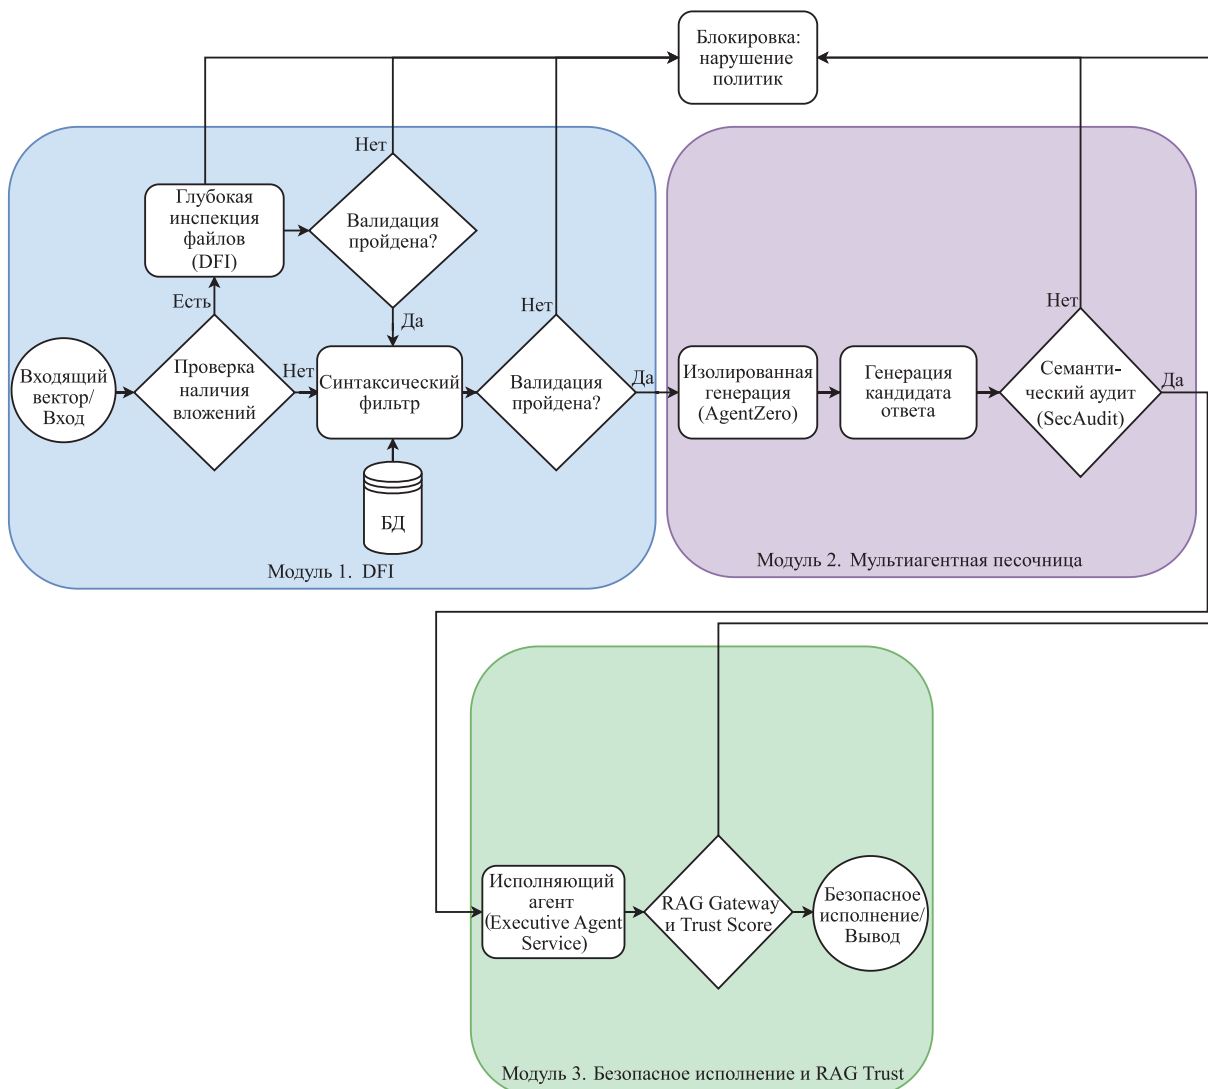 Блокировка:
нарушение
политик
Нет
Глубокая
инспекция
файлов
(DFI)
Валидация
пройдена?
Есть
Да
Нет
Нет
Входящий
вектор/
Вход
Проверка
наличия
вложений
Нет
Синтаксический
фильтр
Валидация
пройдена?
Да
Изолированная
генерация
(AgentZero)
Генерация
кандидата
ответа
Семанти-
ческий аудит
(SecAudit)
Да
БД
Модуль 1. DFI
Модуль 2. Мультиагентная песочница
Исполняющий
агент
(Executive Agent
Service)
RAG Gateway
и Trust Score
Безопасное
исполнение/
Вывод
Модуль 3. Безопасное исполнение и RAG Trust